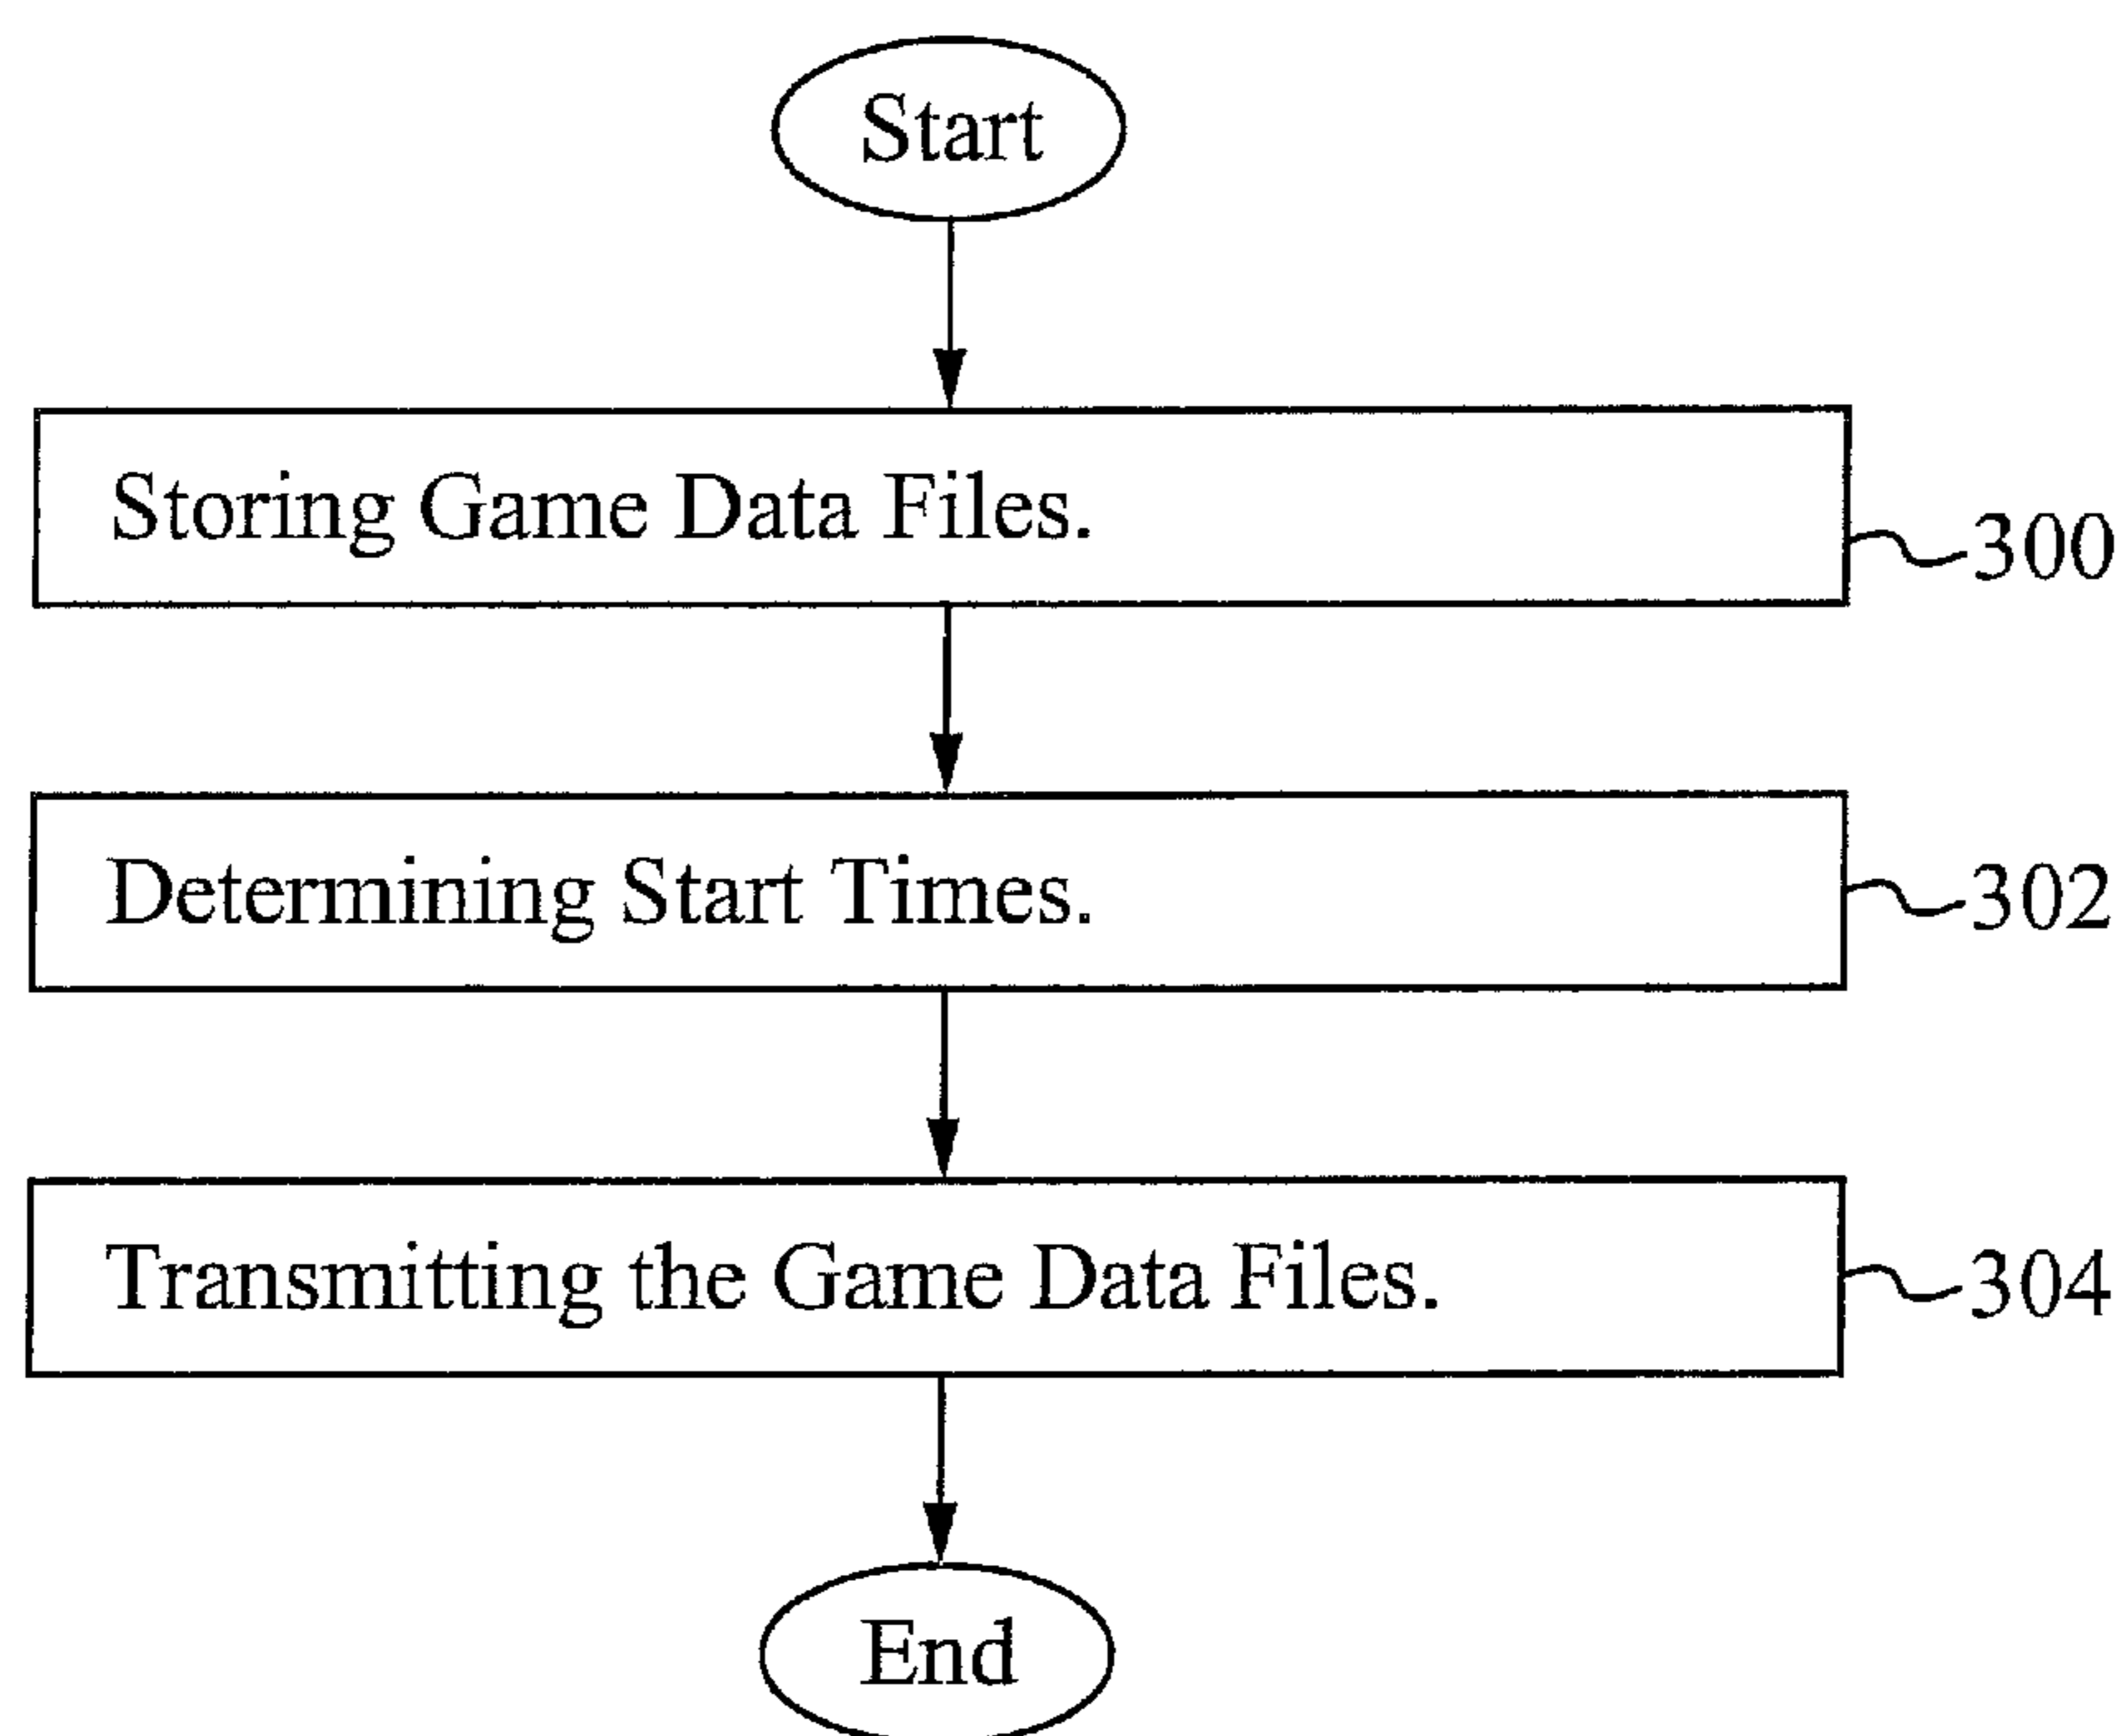 Start
Storing Game Data Files.
300
Determining Start Times.
302
Transmitting the Game Data Files.
304
End